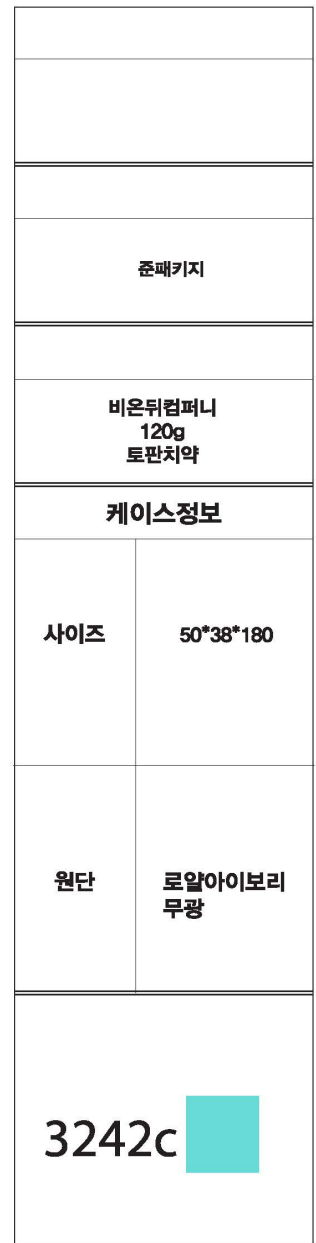 준패키지
비온뒤컴퍼니
120g
토판치약
케이스정보
사이즈
50*38*180
원단
로얄아이보리
무광
3242c